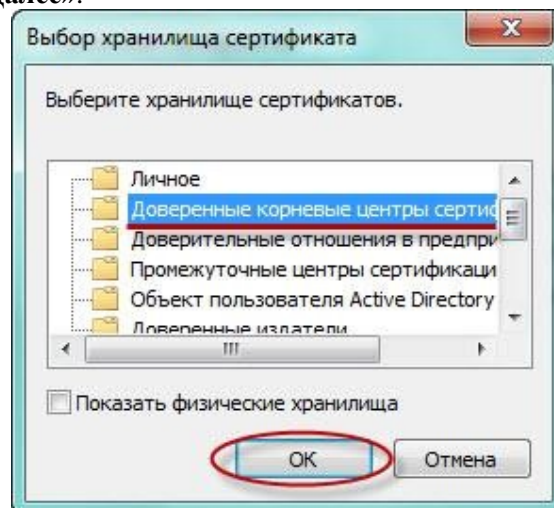 далее».
Выбор хранилища сертификата
Выберите хранилище сертификатов.
Личное
Доверенные корневые центры сертиф
Доверительные отношения в предпри
Промежуточные центры сертификаци
Объект пользователя Active Directory
Доверенные издатели
Показать физические хранилища
ОК
Отмена